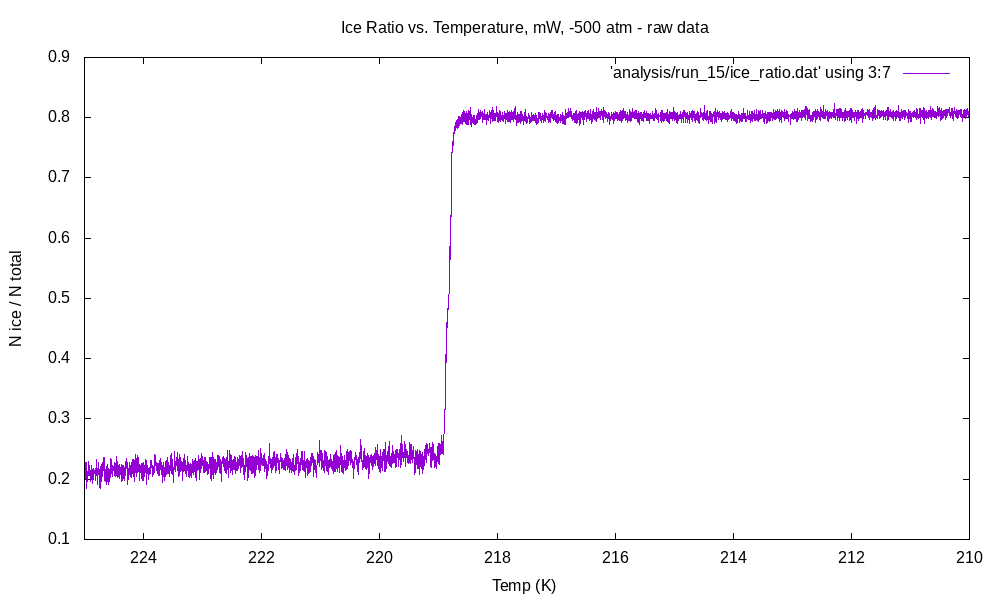 Ice Ratio vs. Temperature, mW, -500 atm - raw data
'analysis/run_15/ice_ratio.dat' using 3:7
N ice / N total
0.9
0.8
0.7
0.6
0.5
0.4
0.3
0.2
0.1
224 222 220 218 216 214 212 210
Temp (K)